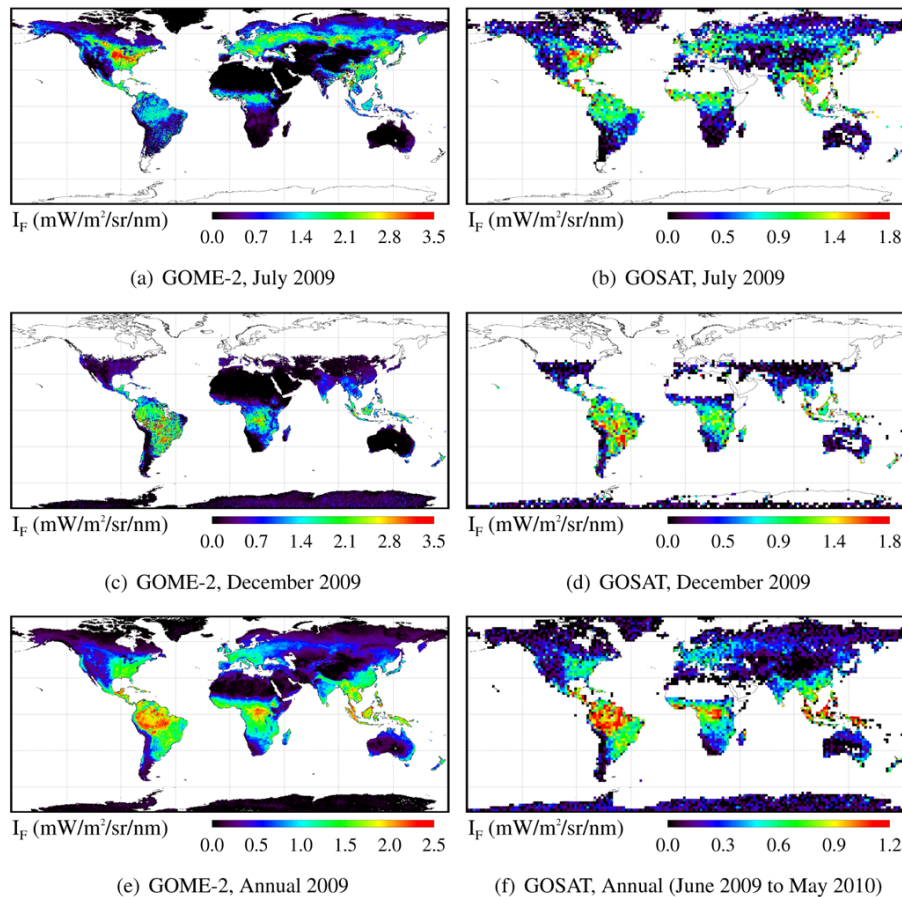 I_F (mW/m²/sr/nm) 0.0 0.7 1.4 2.1 2.8 3.5
I_F (mW/m²/sr/nm) 0.0 0.5 0.9 1.4 1.8
(a) GOME-2, July 2009
(b) GOSAT, July 2009
I_F (mW/m²/sr/nm) 0.0 0.7 1.4 2.1 2.8 3.5
I_F (mW/m²/sr/nm) 0.0 0.5 0.9 1.4 1.8
(c) GOME-2, December 2009
(d) GOSAT, December 2009
I_F (mW/m²/sr/nm) 0.0 0.5 1.0 1.5 2.0 2.5
I_F (mW/m²/sr/nm) 0.0 0.3 0.6 0.9 1.2
(e) GOME-2, Annual 2009
(f) GOSAT, Annual (June 2009 to May 2010)